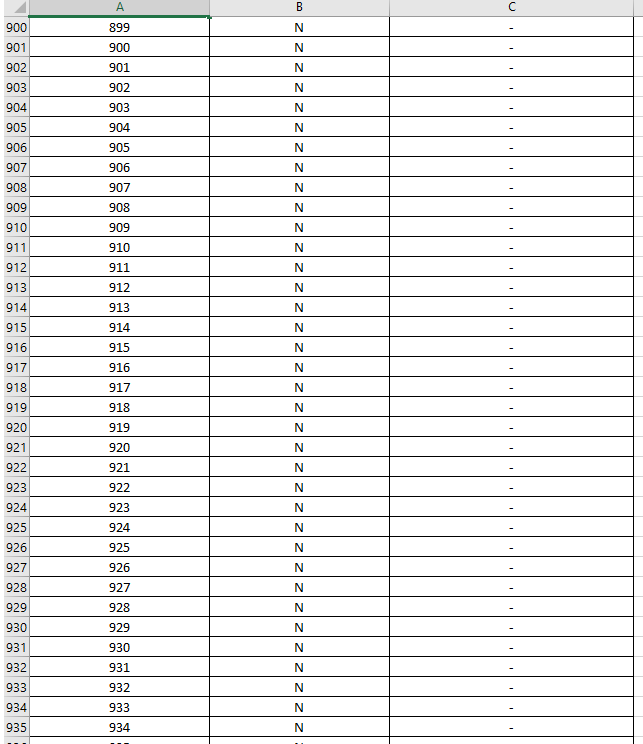 A B C
900 899 N -
901 900 N -
902 901 N -
903 902 N -
904 903 N -
905 904 N -
906 905 N -
907 906 N -
908 907 N -
909 908 N -
910 909 N -
911 910 N -
912 911 N -
913 912 N -
914 913 N -
915 914 N -
916 915 N -
917 916 N -
918 917 N -
919 918 N -
920 919 N -
921 920 N -
922 921 N -
923 922 N -
924 923 N -
925 924 N -
926 925 N -
927 926 N -
928 927 N -
929 928 N -
930 929 N -
931 930 N -
932 931 N -
933 932 N -
934 933 N -
935 934 N -